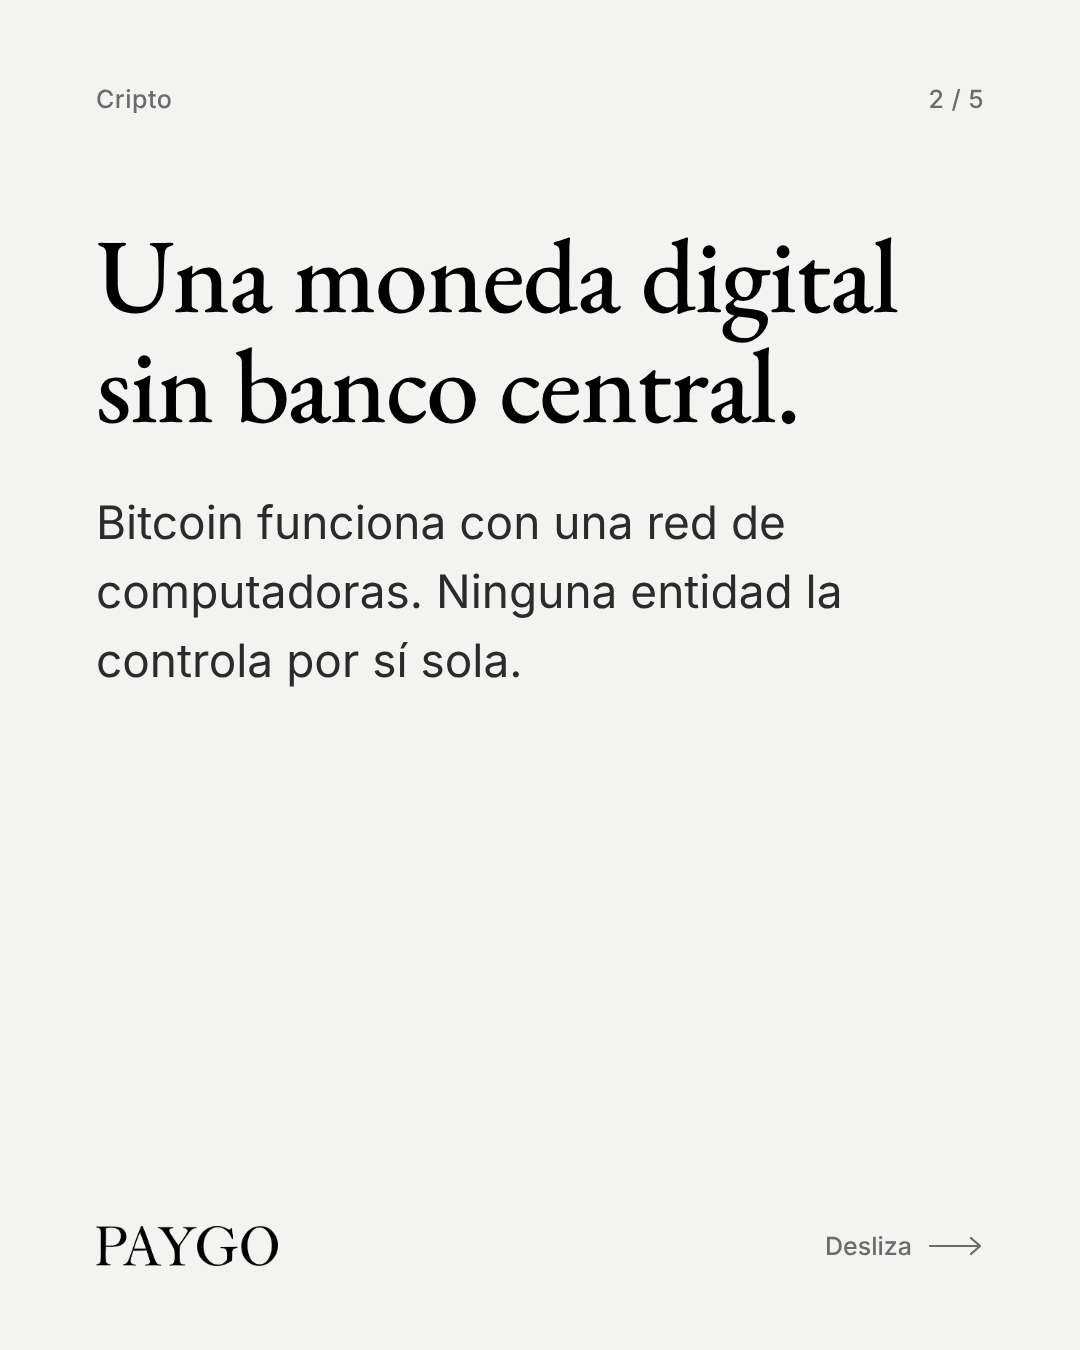 Cripto
2 / 5
Una moneda digital
sin banco central.
Bitcoin funciona con una red de
computadoras. Ninguna entidad la
controla por sí sola.
PAYGO
Desliza